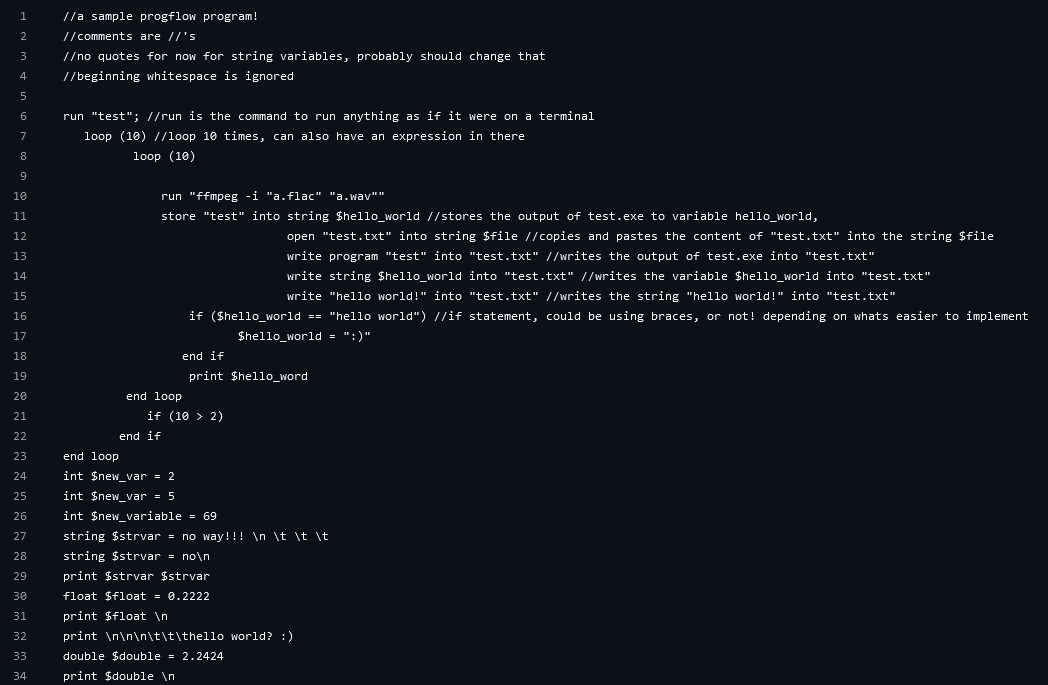 1 //a sample progflow program!
2 //comments are //'s
3 //no quotes for now for string variables, probably should change that
4 //beginning whitespace is ignored
5
6 run "test"; //run is the command to run anything as if it were on a terminal
7 loop (10) //loop 10 times, can also have an expression in there
8 loop (10)
9
10 run "ffmpeg -i "a.flac" "a.wav""
11 store "test" into string $hello_world //stores the output of test.exe to variable hello_world,
12 open "test.txt" into string $file //copies and pastes the content of "test.txt" into the string $file
13 write program "test" into "test.txt" //writes the output of test.exe into "test.txt"
14 write string $hello_world into "test.txt" //writes the variable $hello_world into "test.txt"
15 write "hello world!" into "test.txt" //writes the string "hello world!" into "test.txt"
16 if ($hello_world == "hello world") //if statement, could be using braces, or not! depending on whats easier to implement
17 $hello_world = ":)"
18 end if
19 print $hello_word
20 end loop
21 if (10 > 2)
22 end if
23 end loop
24 int $new_var = 2
25 int $new_var = 5
26 int $new_variable = 69
27 string $strvar = no way!!! \n \t \t \t
28 string $strvar = no\n
29 print $strvar $strvar
30 float $float = 0.2222
31 print $float \n
32 print \n\n\n\t\t\thello world? :)
33 double $double = 2.2424
34 print $double \n